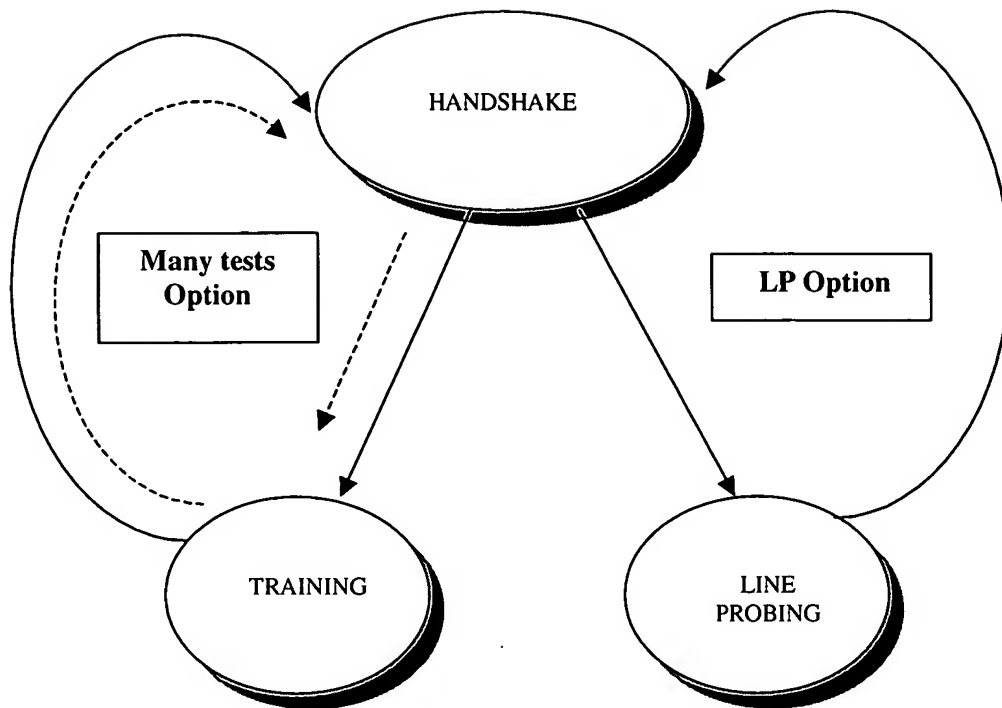 HANDSHAKE
Many tests
Option
LP Option
TRAINING
LINE
PROBING